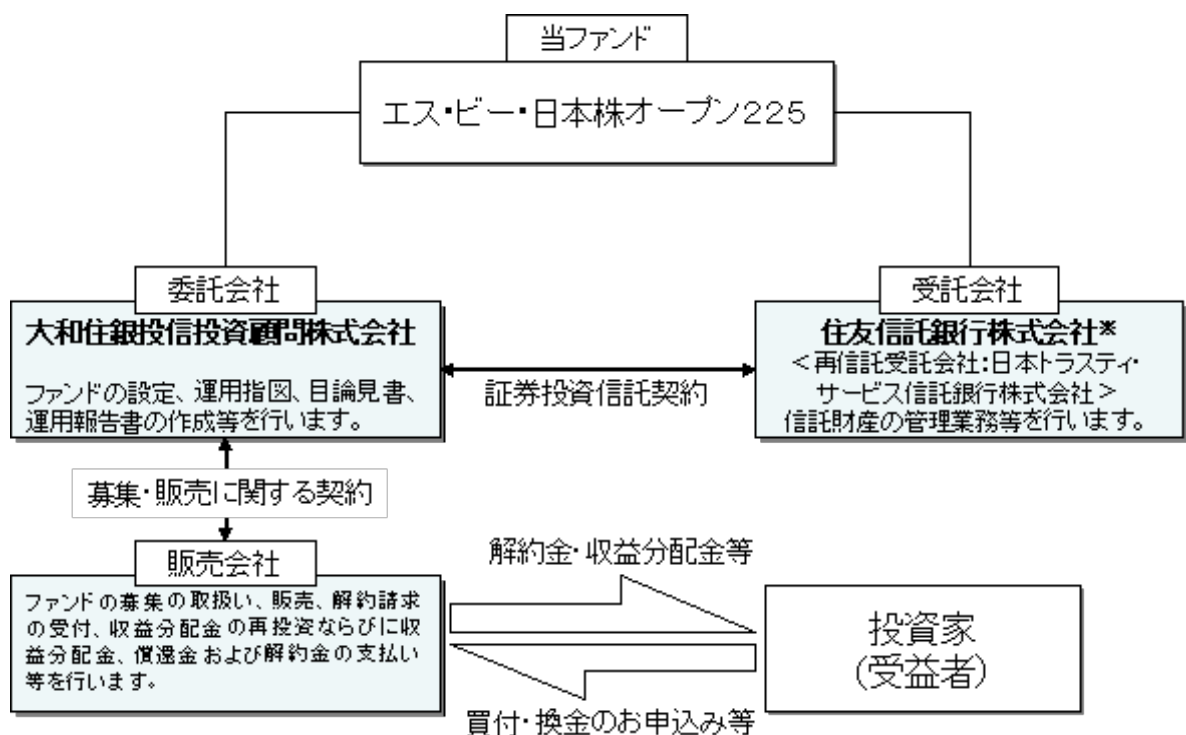 当ファンド
エス・ビー・日本株オープン２２５
委託会社
大和住銀投信投資顧問株式会社
ファンドの設定、運用指図、目論見書、
運用報告書の作成等を行います。
受託会社
住友信託銀行株式会社※
＜再信託受託会社：日本トラスティ・
サービス信託銀行株式会社＞
信託財産の管理業務等を行います。
証券投資信託契約
募集・販売に関する契約
販売会社
ファンドの募集の取扱い、販売、解約請求
の受付、収益分配金の再投資ならびに収
益分配金、償還金および解約金の支払い
等を行います。
解約金・収益分配金等
買付・換金のお申込み等
投資家
(受益者)